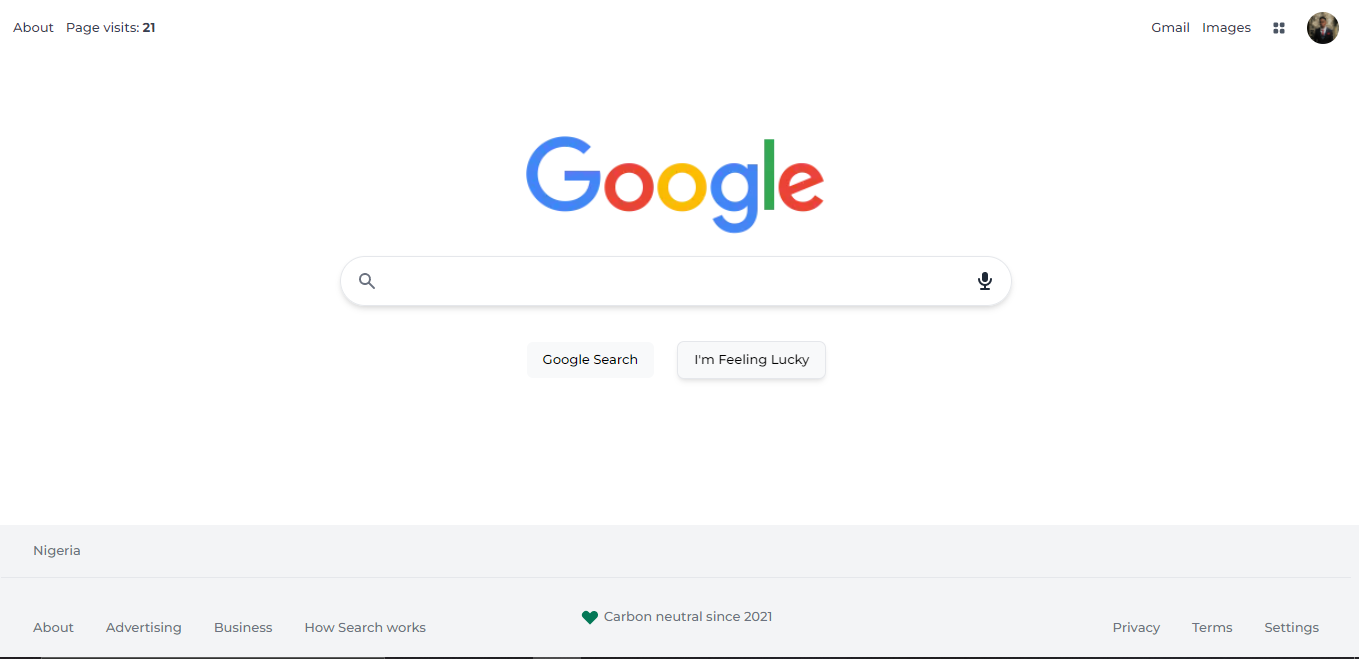 About Page visits: 21 Gmail Images
Google
Google Search I'm Feeling Lucky
Nigeria
Carbon neutral since 2021
About Advertising Business How Search works Privacy Terms Settings